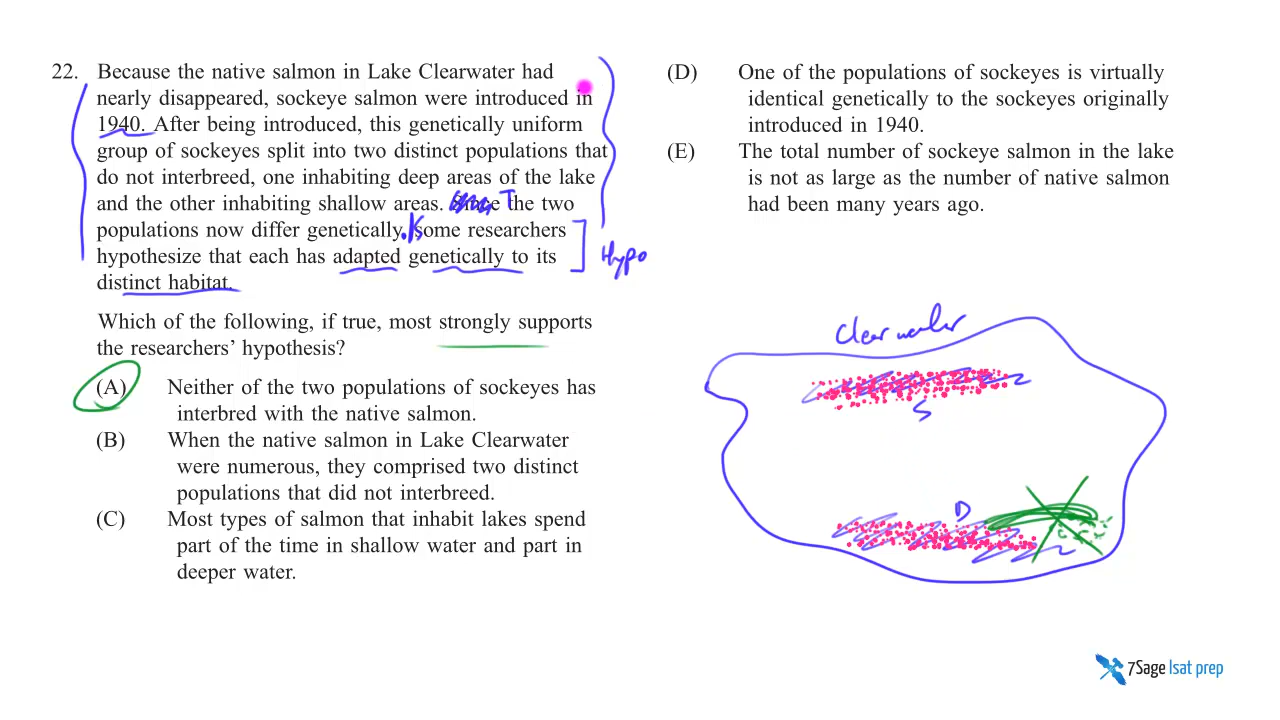 22. Because the native salmon in Lake Clearwater had
nearly disappeared, sockeye salmon were introduced in
1940. After being introduced, this genetically uniform
group of sockeyes split into two distinct populations that
do not interbreed, one inhabiting deep areas of the lake
and the other inhabiting shallow areas. Since The two
populations now differ genetically. Some researchers
hypothesize that each has adapted genetically to its
distinct habitat.
Hypo
Which of the following, if true, most strongly supports
the researchers' hypothesis?
(A) Neither of the two populations of sockeyes has
interbred with the native salmon.
(B) When the native salmon in Lake Clearwater
were numerous, they comprised two distinct
populations that did not interbreed.
(C) Most types of salmon that inhabit lakes spend
part of the time in shallow water and part in
deeper water.
(D) One of the populations of sockeyes is virtually
identical genetically to the sockeyes originally
introduced in 1940.
(E) The total number of sockeye salmon in the lake
is not as large as the number of native salmon
had been many years ago.
Clearwater
S
D
7Sage lsat prep